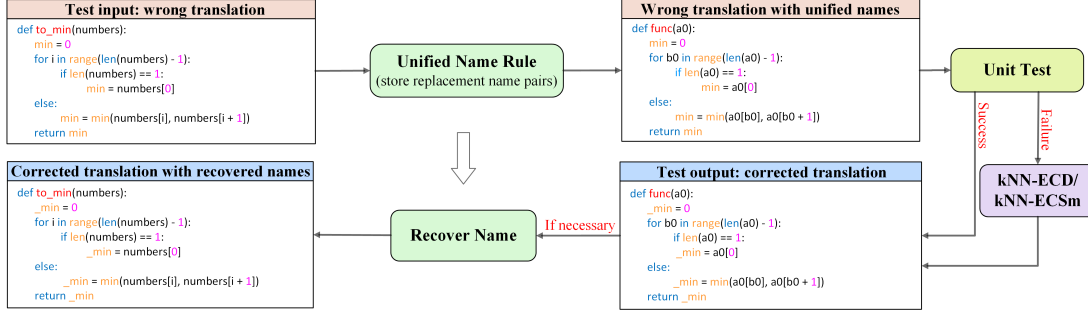 Test input: wrong translation
def to_min(numbers):
min = 0
for i in range(len(numbers) - 1):
if len(numbers) == 1:
min = numbers[0]
else:
min = min(numbers[i], numbers[i + 1])
return min
Unified Name Rule
(store replacement name pairs)
Wrong translation with unified names
def func(a0):
min = 0
for b0 in range(len(a0) - 1):
if len(a0) == 1:
min = a0[0]
else:
min = min(a0[b0], a0[b0 + 1])
return min
Unit Test
Success
Failure
kNN-ECD/
kNN-ECSm
Test output: corrected translation
def func(a0):
_min = 0
for b0 in range(len(a0) - 1):
if len(a0) == 1:
_min = a0[0]
else:
_min = min(a0[b0], a0[b0 + 1])
return _min
If necessary
Recover Name
Corrected translation with recovered names
def to_min(numbers):
_min = 0
for i in range(len(numbers) - 1):
if len(numbers) == 1:
_min = numbers[0]
else:
_min = min(numbers[i], numbers[i + 1])
return _min